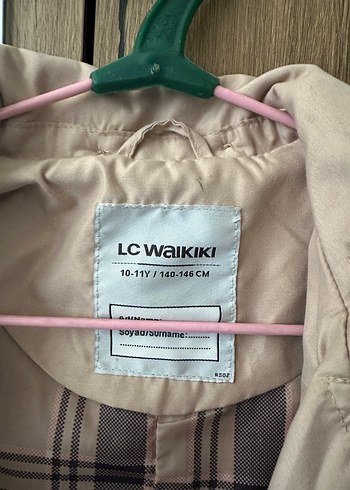 LC WAIKIKI
10-11Y / 140-146 CM
Ad/Name:
Soyad/Surname:..........